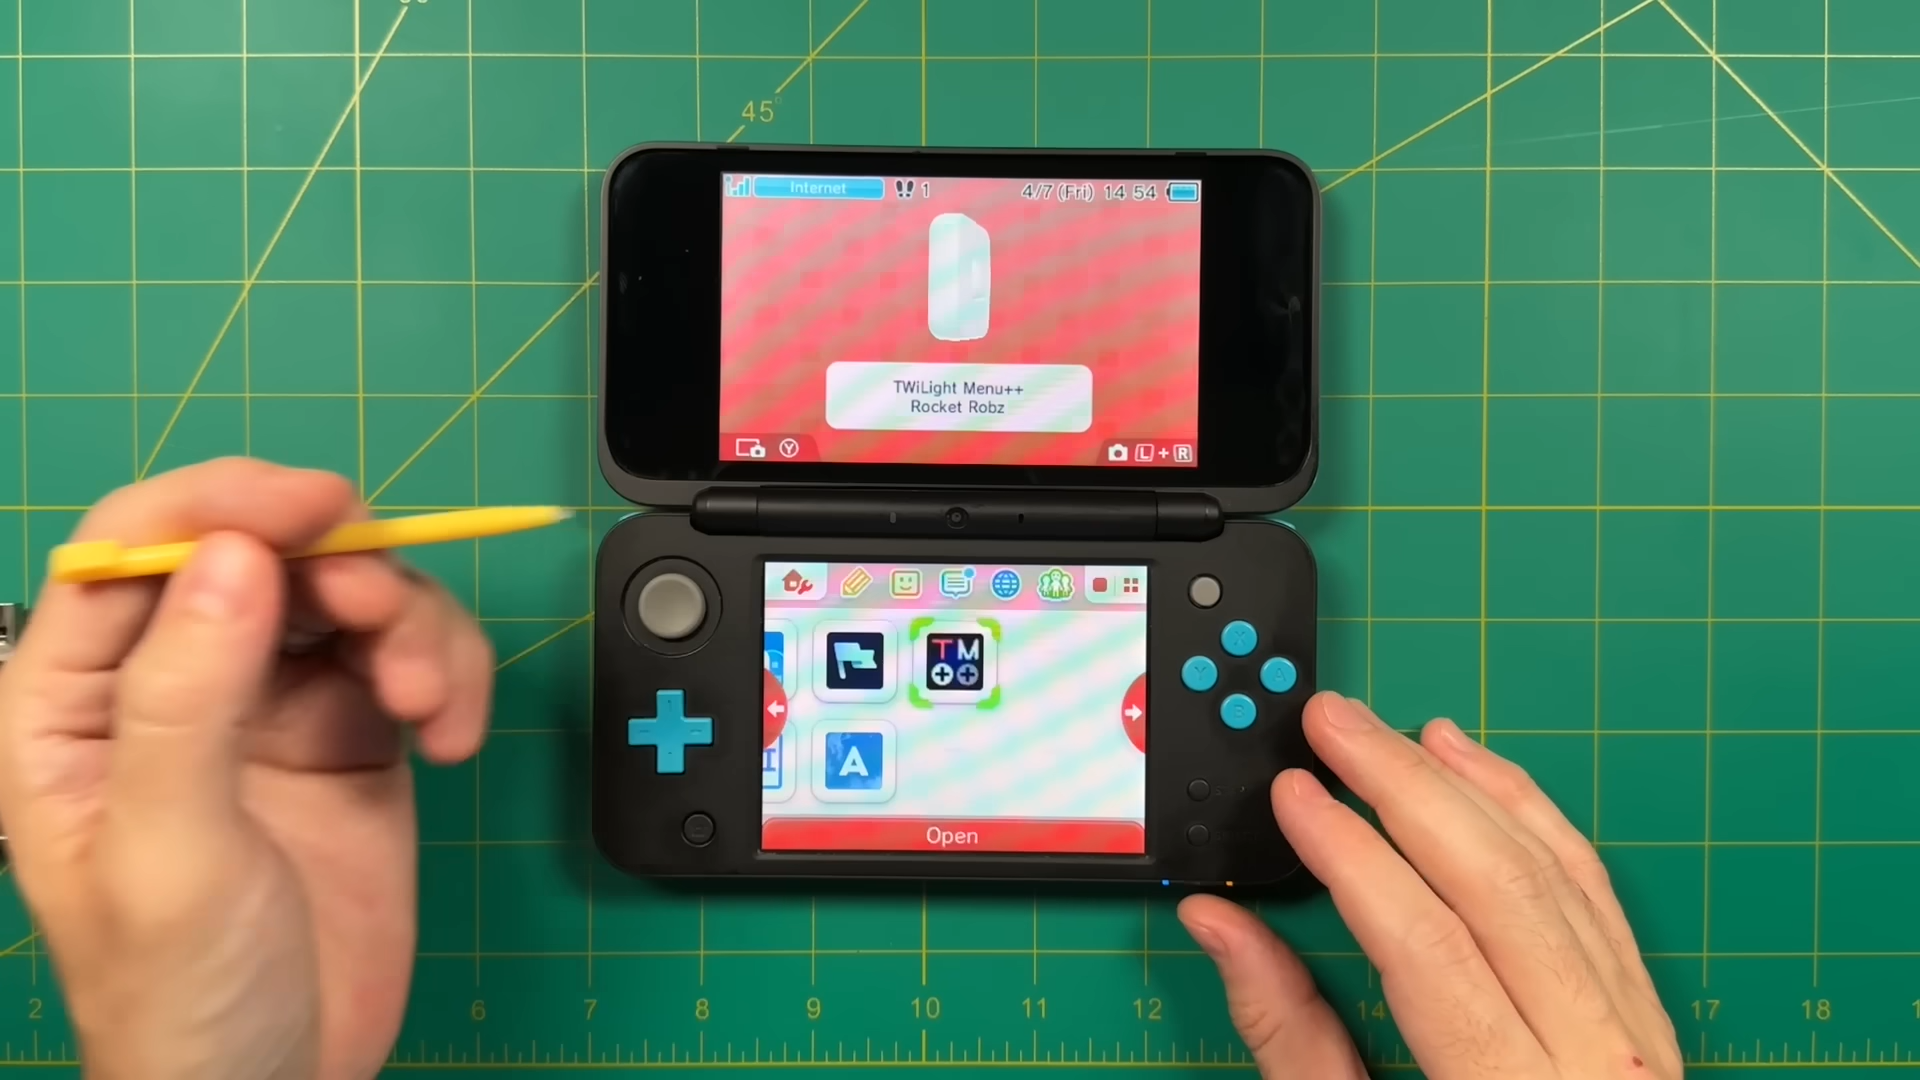 45°
Internet 1 4/7 (Fri) 14 54
TWiLight Menu++
Rocket Robz
Y L + R
TM
A
Open
X
Y A
B
2 6 7 8 9 10 11 12 14 17 18